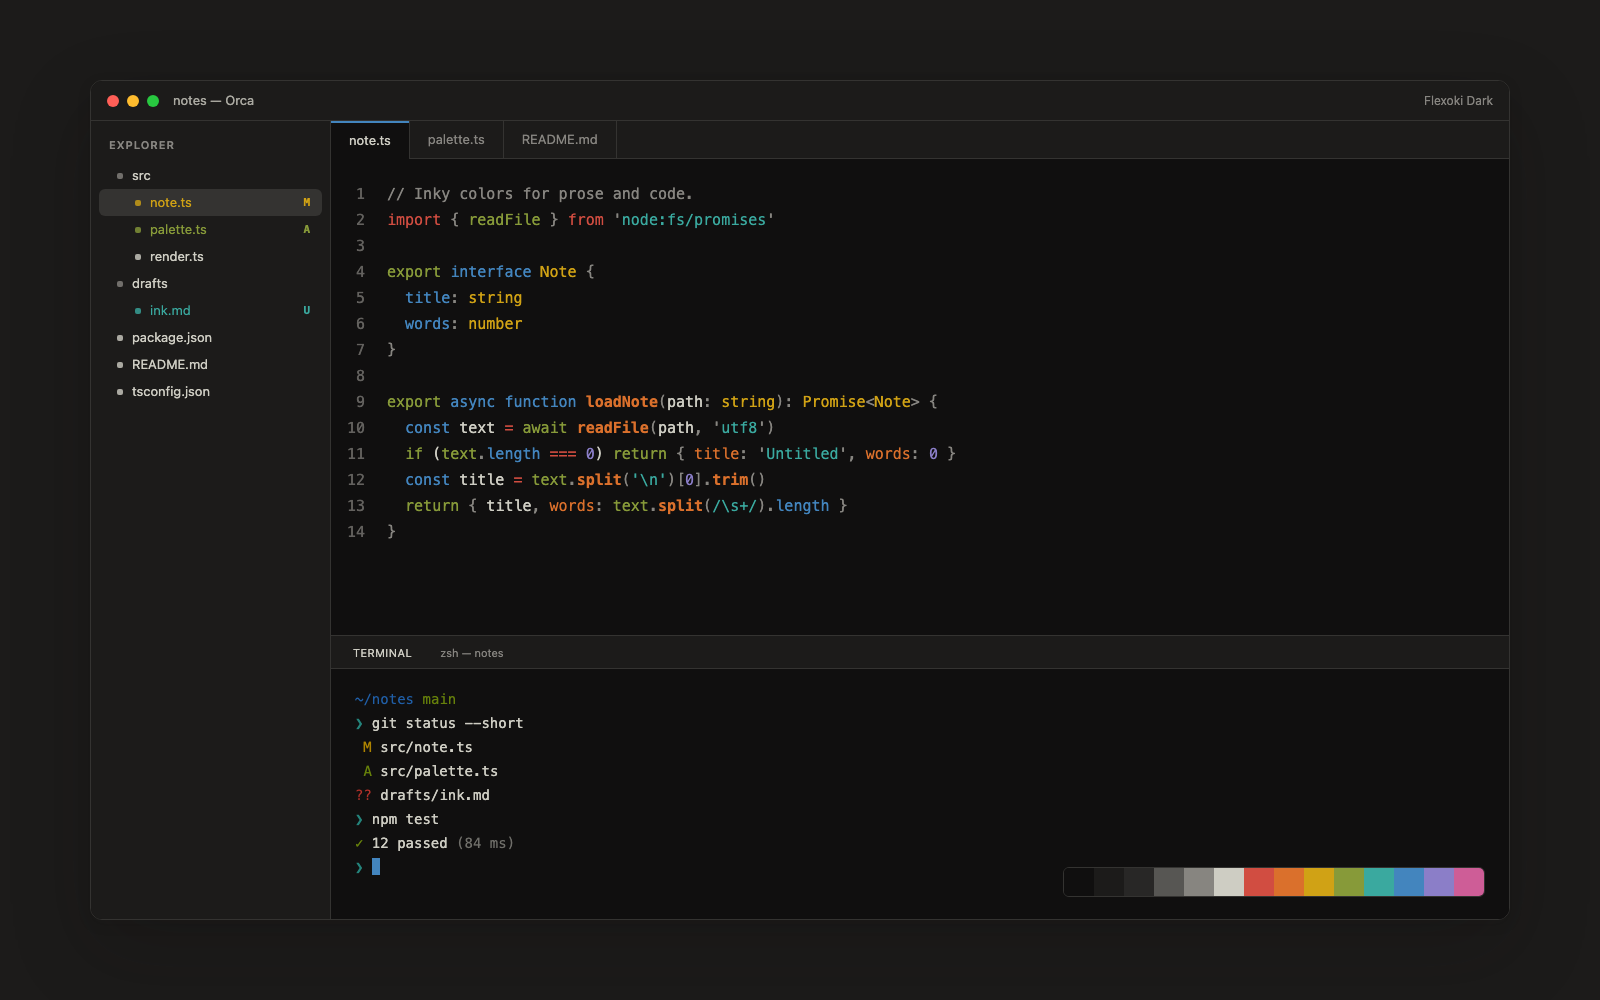 notes — Orca
Flexoki Dark
EXPLORER
src
note.ts M
palette.ts A
render.ts
drafts
ink.md U
package.json
README.md
tsconfig.json
note.ts palette.ts README.md
1 // Inky colors for prose and code.
2 import { readFile } from 'node:fs/promises'
3
4 export interface Note {
5   title: string
6   words: number
7 }
8
9 export async function loadNote(path: string): Promise<Note> {
10   const text = await readFile(path, 'utf8')
11   if (text.length === 0) return { title: 'Untitled', words: 0 }
12   const title = text.split('\n')[0].trim()
13   return { title, words: text.split(/\s+/).length }
14 }
TERMINAL zsh — notes
~/notes main
❯ git status --short
 M src/note.ts
 A src/palette.ts
?? drafts/ink.md
❯ npm test
✓ 12 passed (84 ms)
❯